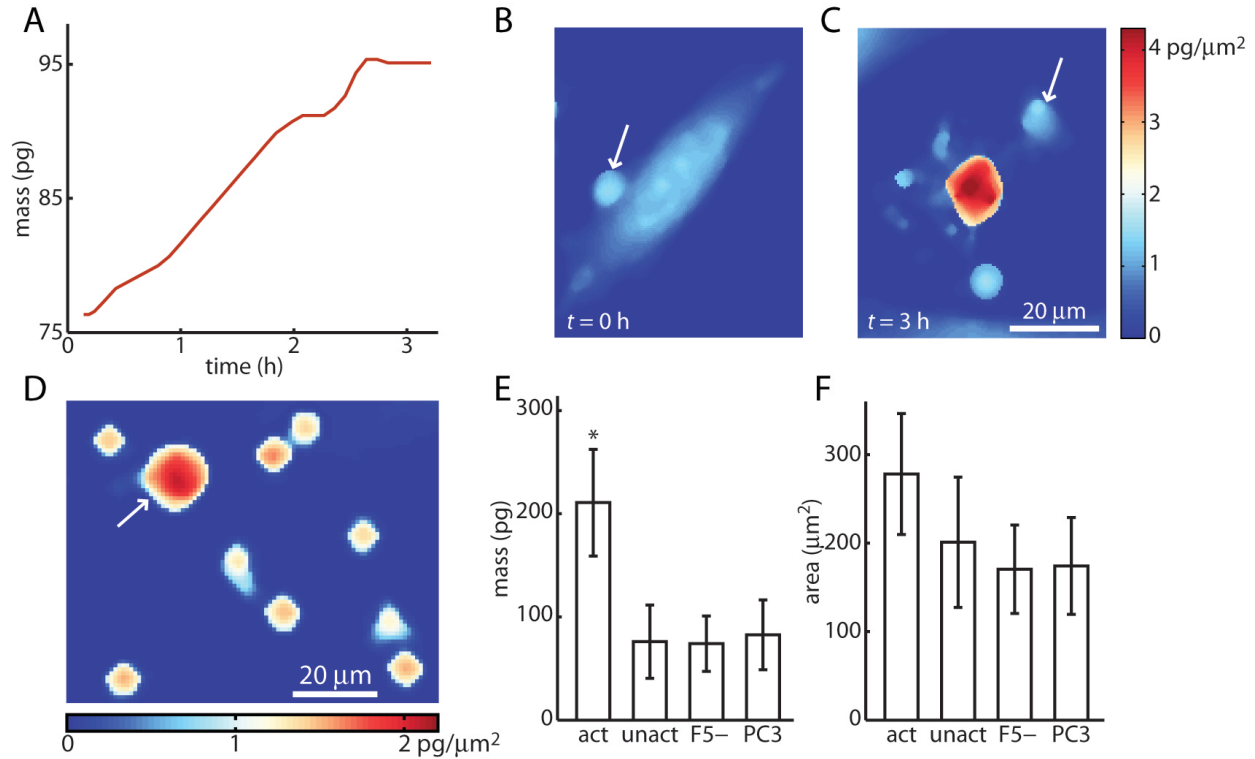 A
95
85
75
mass (pg)
0
1
2
3
time (h)
B
t = 0 h
C
t = 3 h
20 μm
4 pg/μm²
3
2
1
0
D
20 μm
0
1
2 pg/μm²
E
300
200
100
0
mass (pg)
*
act unact F5– PC3
F
300
200
100
0
area (μm²)
act unact F5– PC3